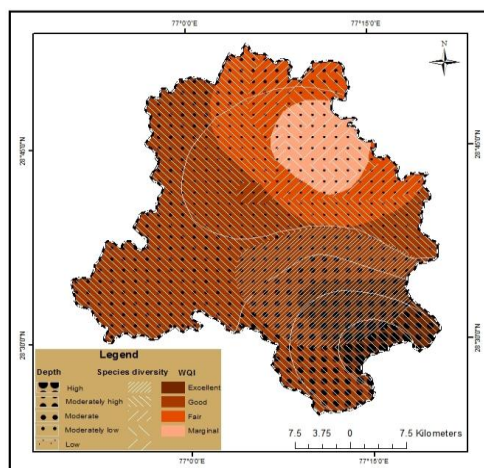 77°0'0"E 77°15'0"E
N
28°45'0"N 28°45'0"N
28°30'0"N 28°30'0"N
Legend
Depth Species diversity WQI
High Excellent
Moderately high Good
Moderate Fair
Moderately low Marginal
Low
7.5 3.75 0 7.5 Kilometers
77°0'0"E 77°15'0"E